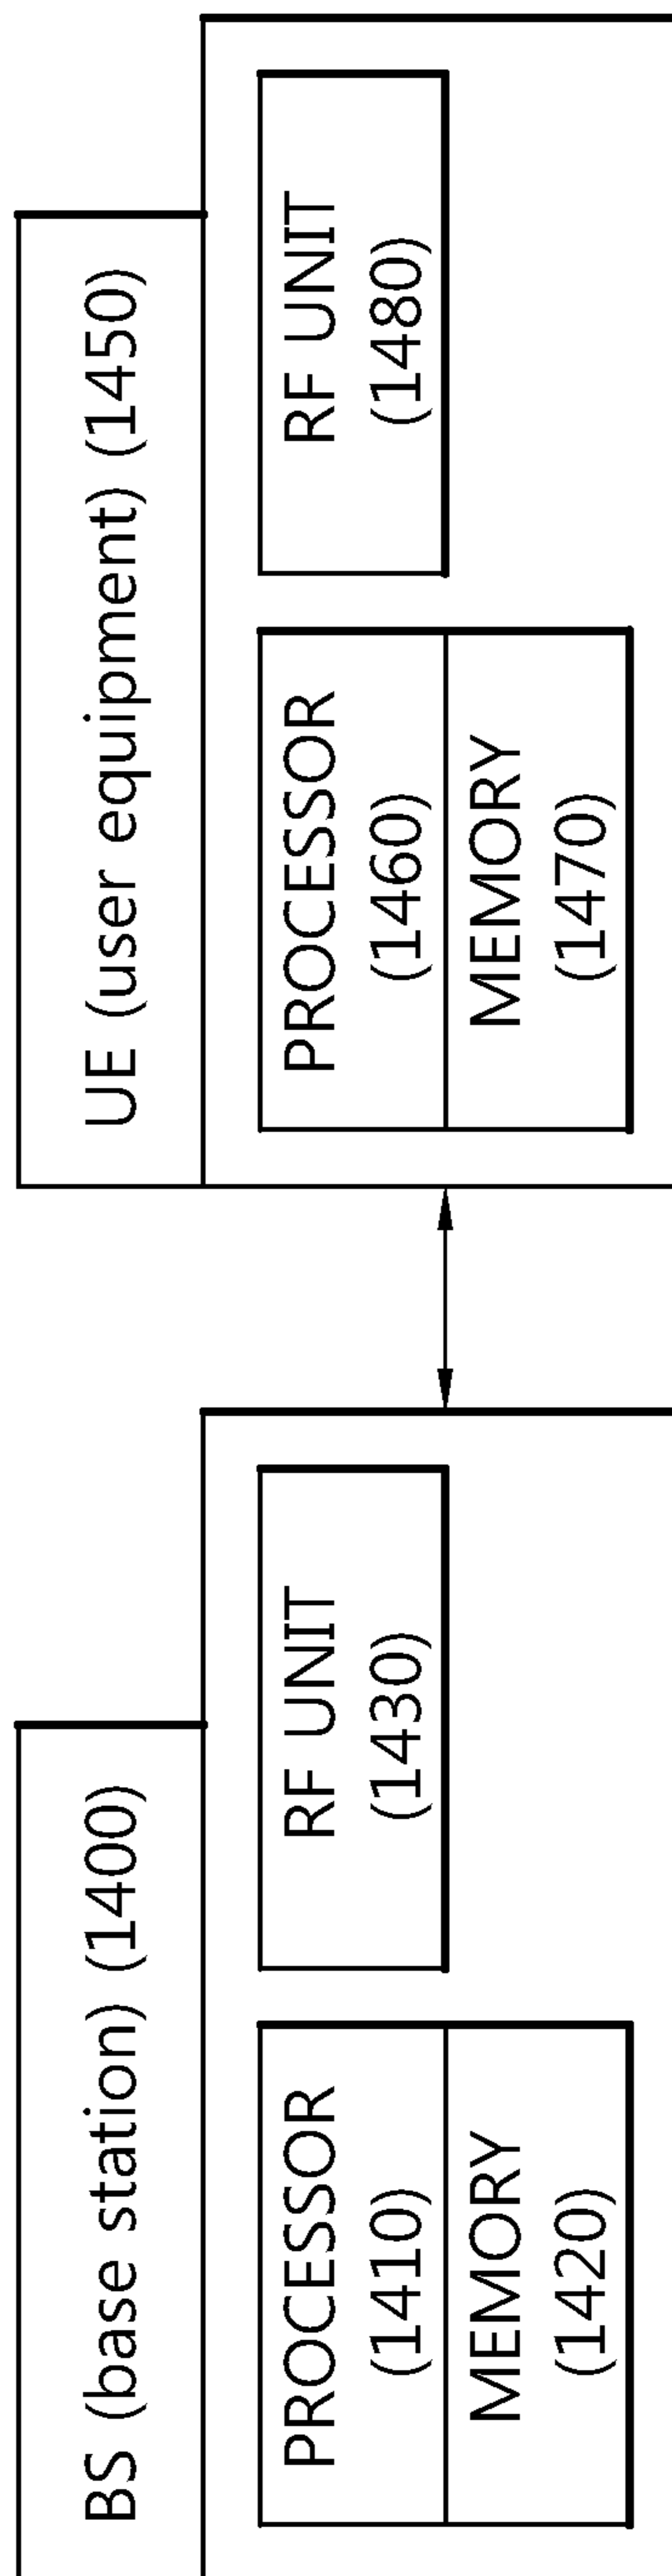 BS (base station) (1400)
PROCESSOR
(1410)
MEMORY
(1420)
RF UNIT
(1430)
UE (user equipment) (1450)
PROCESSOR
(1460)
MEMORY
(1470)
RF UNIT
(1480)